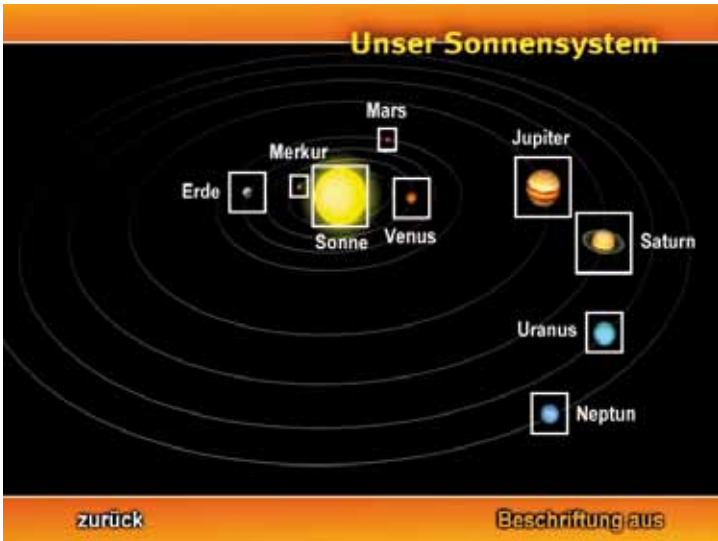 Unser Sonnensystem
Mars
Merkur
Jupiter
Erde
Sonne
Venus
Saturn
Uranus
Neptun
zurück
Beschriftung aus